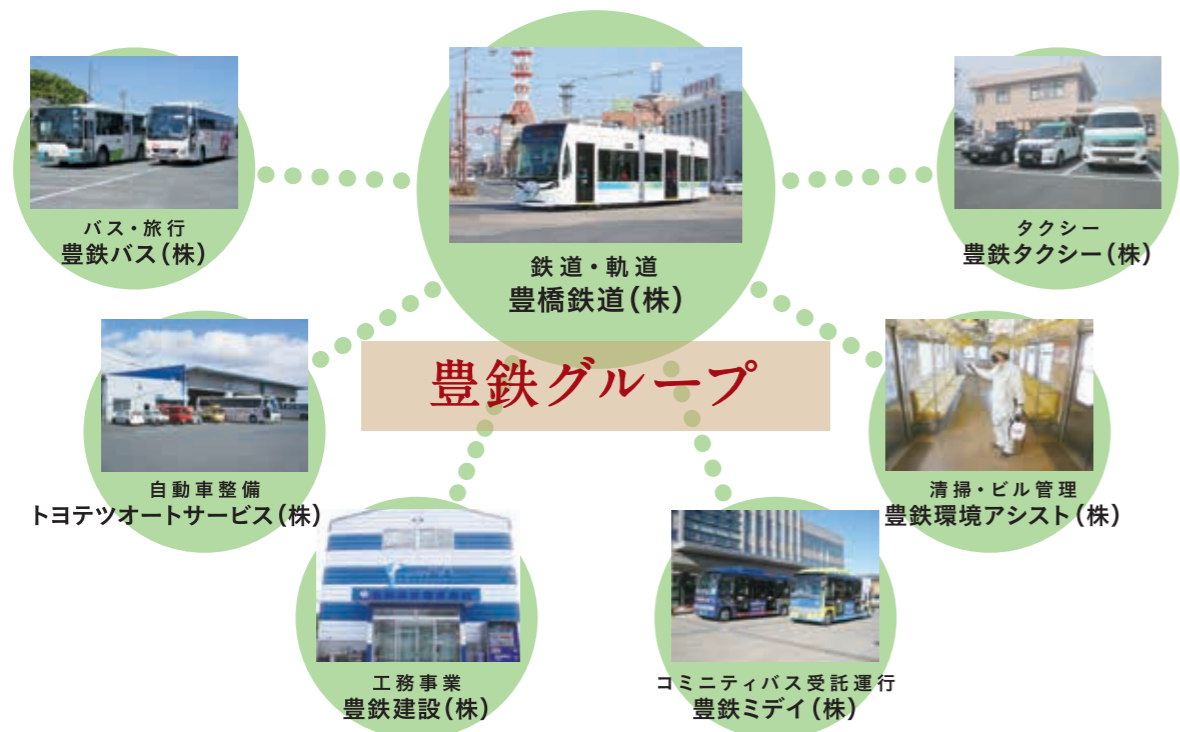 鉄道・軌道
豊橋鉄道(株)
バス・旅行
豊鉄バス(株)
タクシー
豊鉄タクシー(株)
豊鉄グループ
自動車整備
トヨテツオートサービス(株)
清掃・ビル管理
豊鉄環境アシスト(株)
工務事業
豊鉄建設(株)
コミニティバス受託運行
豊鉄ミデイ(株)